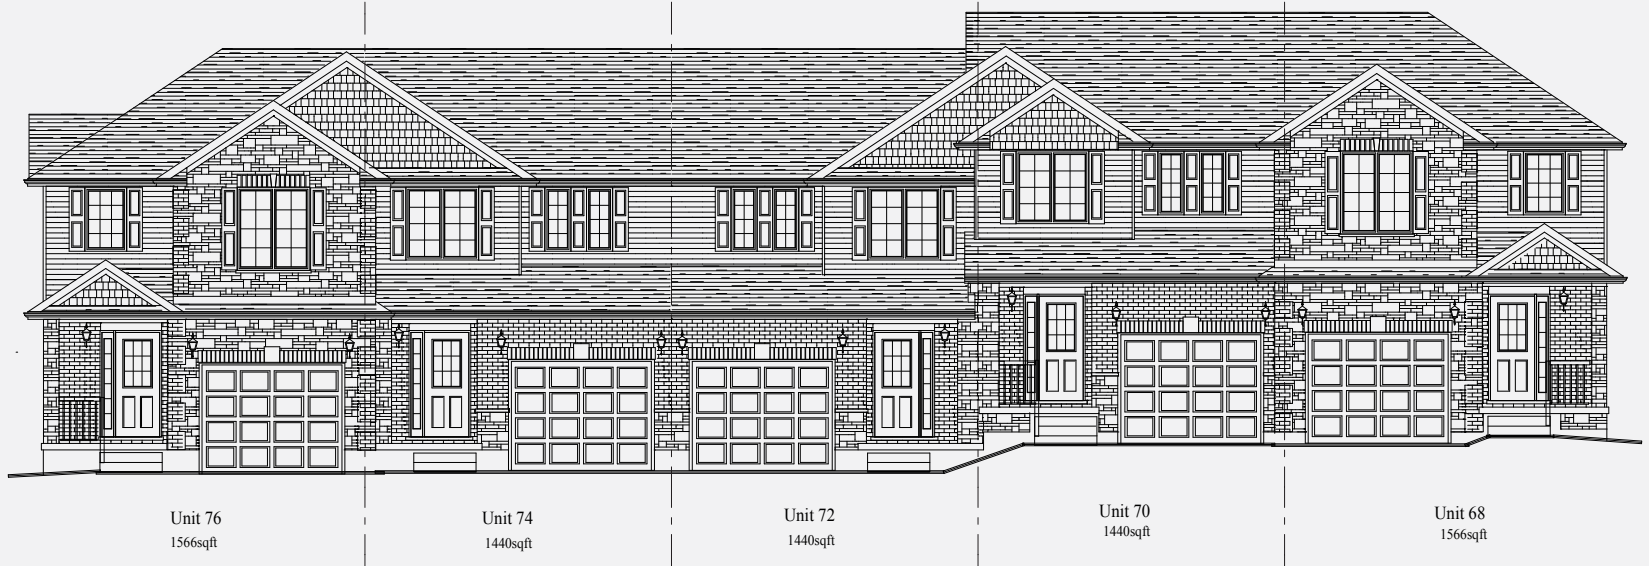 Unit 76
1566sqft
Unit 74
1440sqft
Unit 72
1440sqft
Unit 70
1440sqft
Unit 68
1566sqft